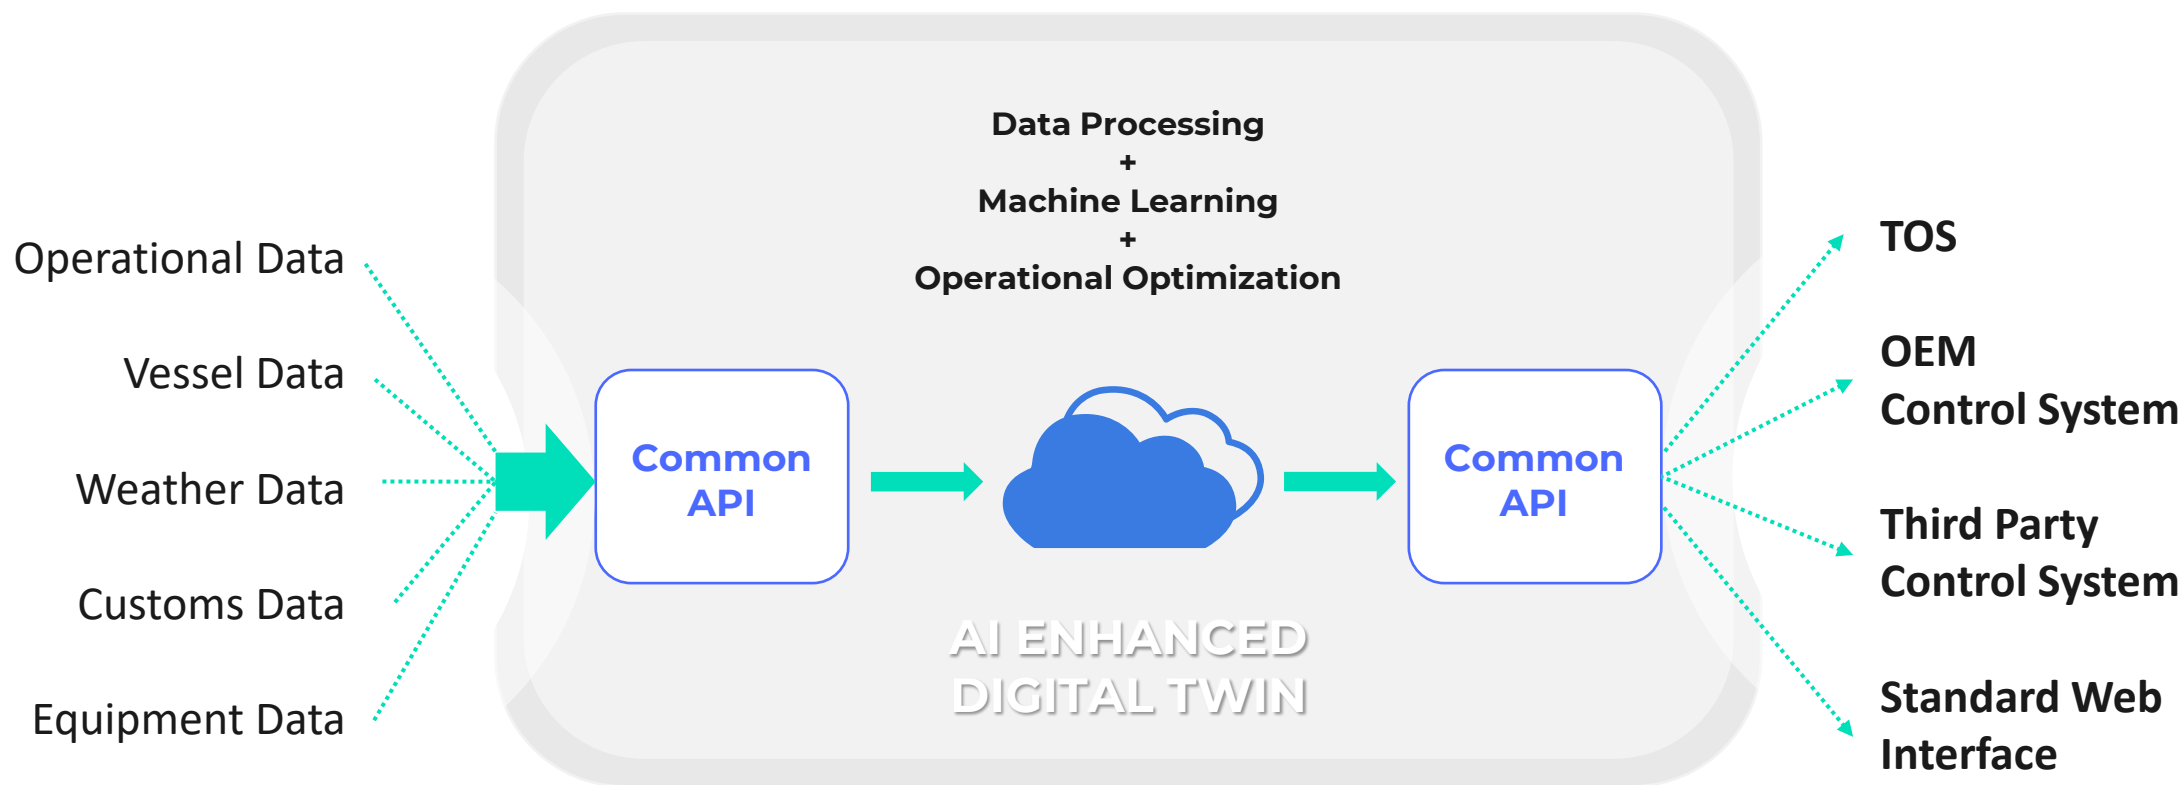 Data Processing
+
Machine Learning
+
Operational Optimization
Operational Data
Vessel Data
Weather Data
Customs Data
Equipment Data
Common
API
Common
API
AI ENHANCED
DIGITAL TWIN
TOS
OEM
Control System
Third Party
Control System
Standard Web
Interface